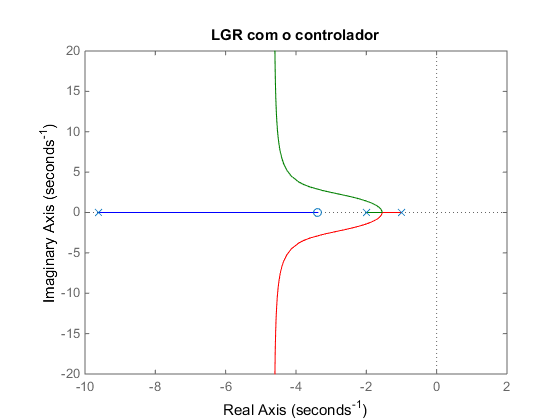 LGR com o controlador
20
15
10
5
0
-5
-10
-15
-20
Imaginary Axis (seconds⁻¹)
-10 -8 -6 -4 -2 0 2
Real Axis (seconds⁻¹)